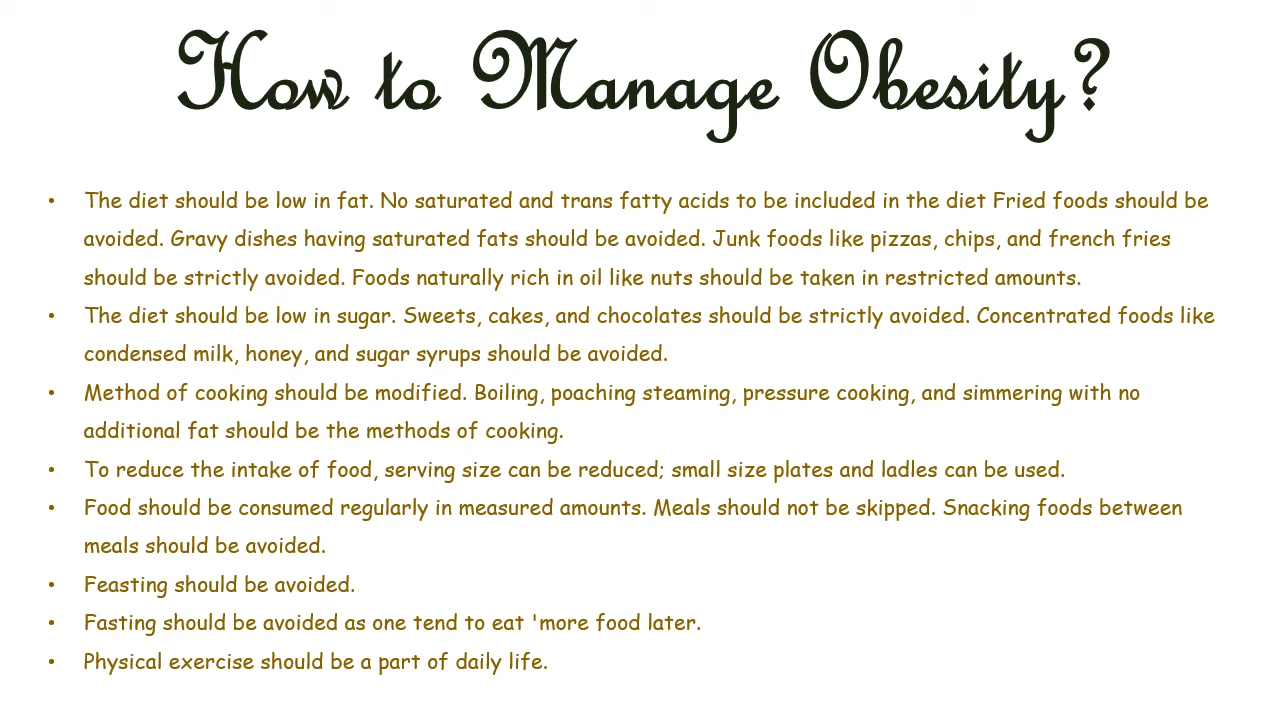 How to Manage Obesity?
• The diet should be low in fat. No saturated and trans fatty acids to be included in the diet Fried foods should be
avoided. Gravy dishes having saturated fats should be avoided. Junk foods like pizzas, chips, and french fries
should be strictly avoided. Foods naturally rich in oil like nuts should be taken in restricted amounts.
• The diet should be low in sugar. Sweets, cakes, and chocolates should be strictly avoided. Concentrated foods like
condensed milk, honey, and sugar syrups should be avoided.
• Method of cooking should be modified. Boiling, poaching steaming, pressure cooking, and simmering with no
additional fat should be the methods of cooking.
• To reduce the intake of food, serving size can be reduced; small size plates and ladles can be used.
• Food should be consumed regularly in measured amounts. Meals should not be skipped. Snacking foods between
meals should be avoided.
• Feasting should be avoided.
• Fasting should be avoided as one tend to eat 'more food later.
• Physical exercise should be a part of daily life.